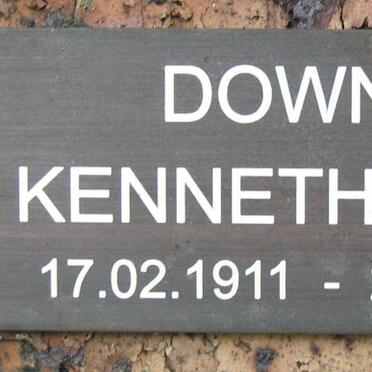 DOWN
KENNETH
17.02.1911 -